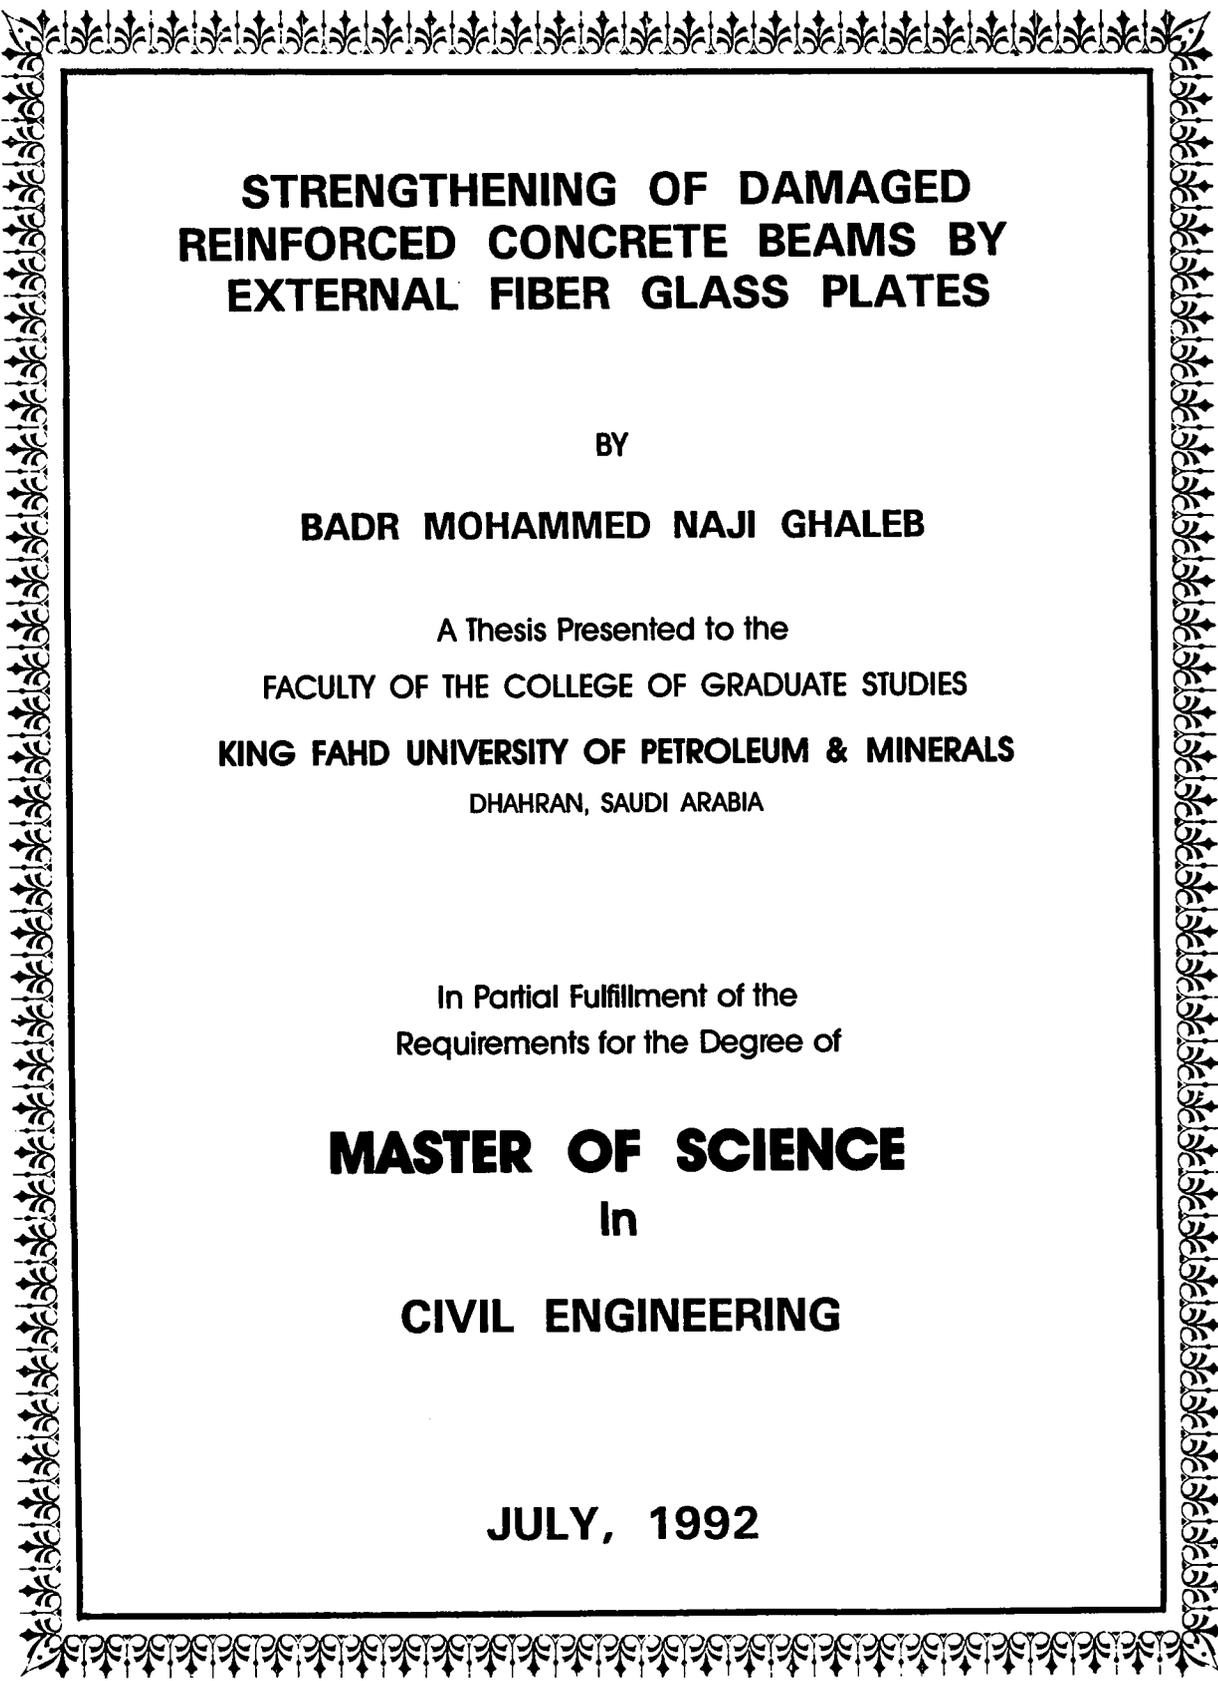 STRENGTHENING OF DAMAGED
REINFORCED CONCRETE BEAMS BY
EXTERNAL FIBER GLASS PLATES
BY
BADR MOHAMMED NAJI GHALEB
A Thesis Presented to the
FACULTY OF THE COLLEGE OF GRADUATE STUDIES
KING FAHD UNIVERSITY OF PETROLEUM & MINERALS
DHAHRAN, SAUDI ARABIA
In Partial Fulfillment of the
Requirements for the Degree of
MASTER OF SCIENCE
In
CIVIL ENGINEERING
JULY, 1992